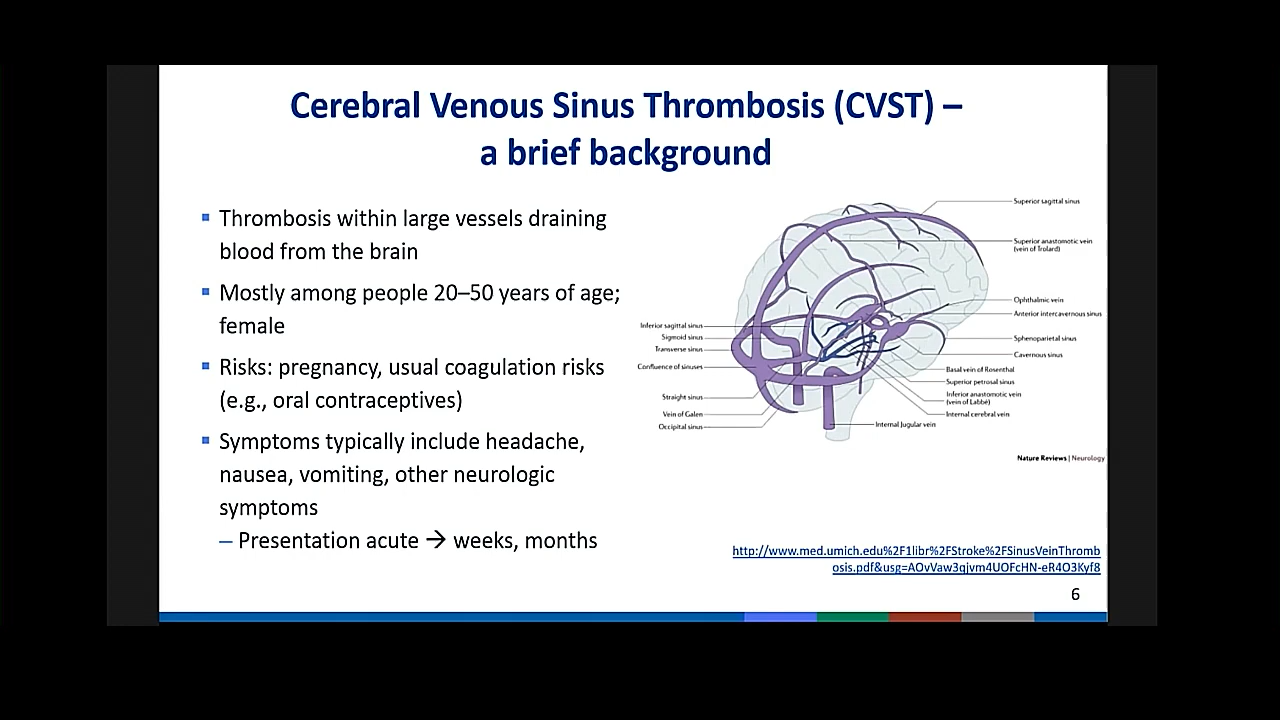 Cerebral Venous Sinus Thrombosis (CVST) –
a brief background
Thrombosis within large vessels draining
blood from the brain
Mostly among people 20–50 years of age;
female
Risks: pregnancy, usual coagulation risks
(e.g., oral contraceptives)
Symptoms typically include headache,
nausea, vomiting, other neurologic
symptoms
– Presentation acute → weeks, months
Superior sagittal sinus
Superior anastomotic vein
(vein of Trolard)
Ophthalmic vein
Anterior intercavernous sinus
Sphenoparietal sinus
Cavernous sinus
Basal vein of Rosenthal
Superior petrosal sinus
Inferior anastomotic vein
(vein of Labbé)
Internal cerebral vein
Internal Jugular vein
Inferior sagittal sinus
Sigmoid sinus
Transverse sinus
Confluence of sinuses
Straight sinus
Vein of Galen
Occipital sinus
Nature Reviews | Neurology
http://www.med.umich.edu%2F1libr%2FStroke%2FSinusVeinThromb
osis.pdf&usg=AOvVaw3qjvm4UOFcHN-eR4O3Kyf8
6